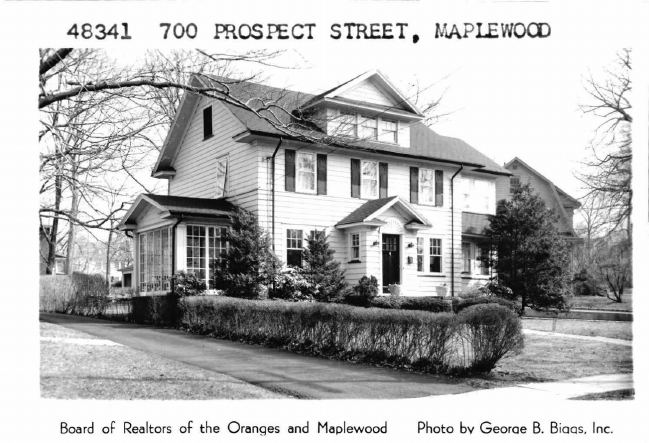 48341 700 PROSPECT STREET, MAPLEWOOD
Board of Realtors of the Oranges and Maplewood Photo by George B. Biggs, Inc.